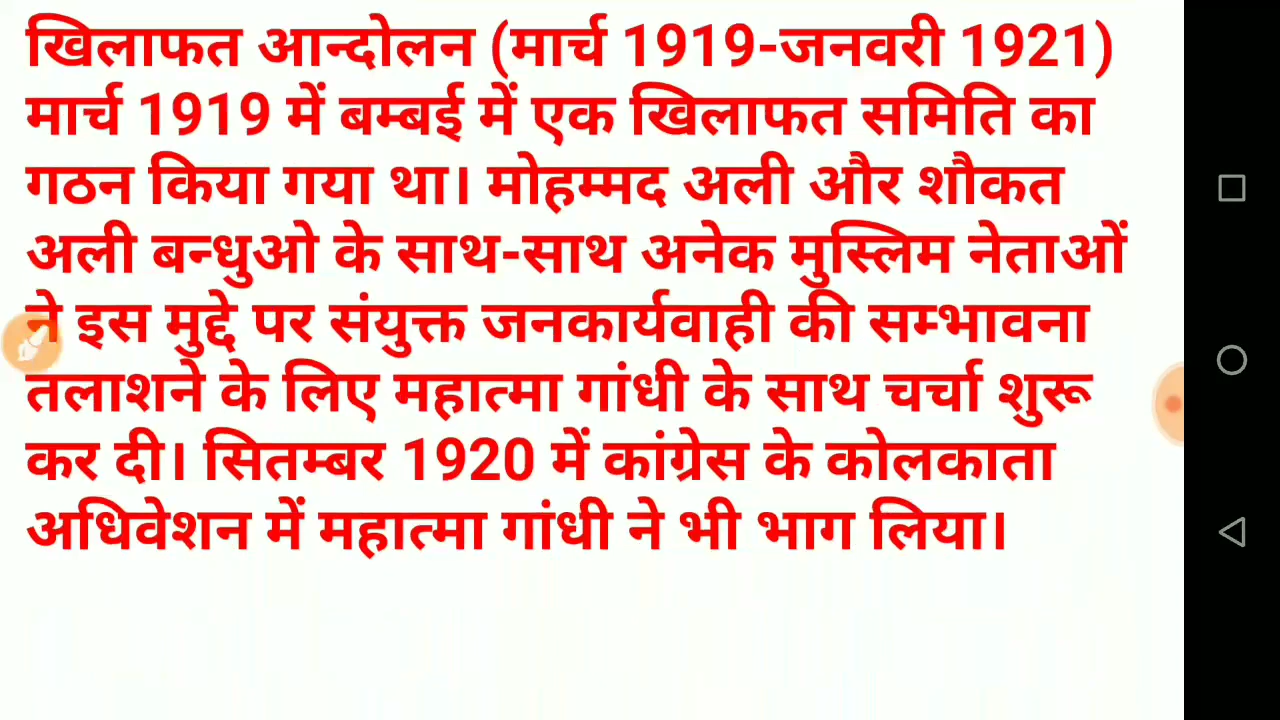 खिलाफत आन्दोलन (मार्च 1919-जनवरी 1921)
मार्च 1919 में बम्बई में एक खिलाफत समिति का
गठन किया गया था। मोहम्मद अली और शौकत
अली बन्धुओ के साथ-साथ अनेक मुस्लिम नेताओं
ने इस मुद्दे पर संयुक्त जनकार्यवाही की सम्भावना
तलाशने के लिए महात्मा गांधी के साथ चर्चा शुरू
कर दी। सितम्बर 1920 में कांग्रेस के कोलकाता
अधिवेशन में महात्मा गांधी ने भी भाग लिया।